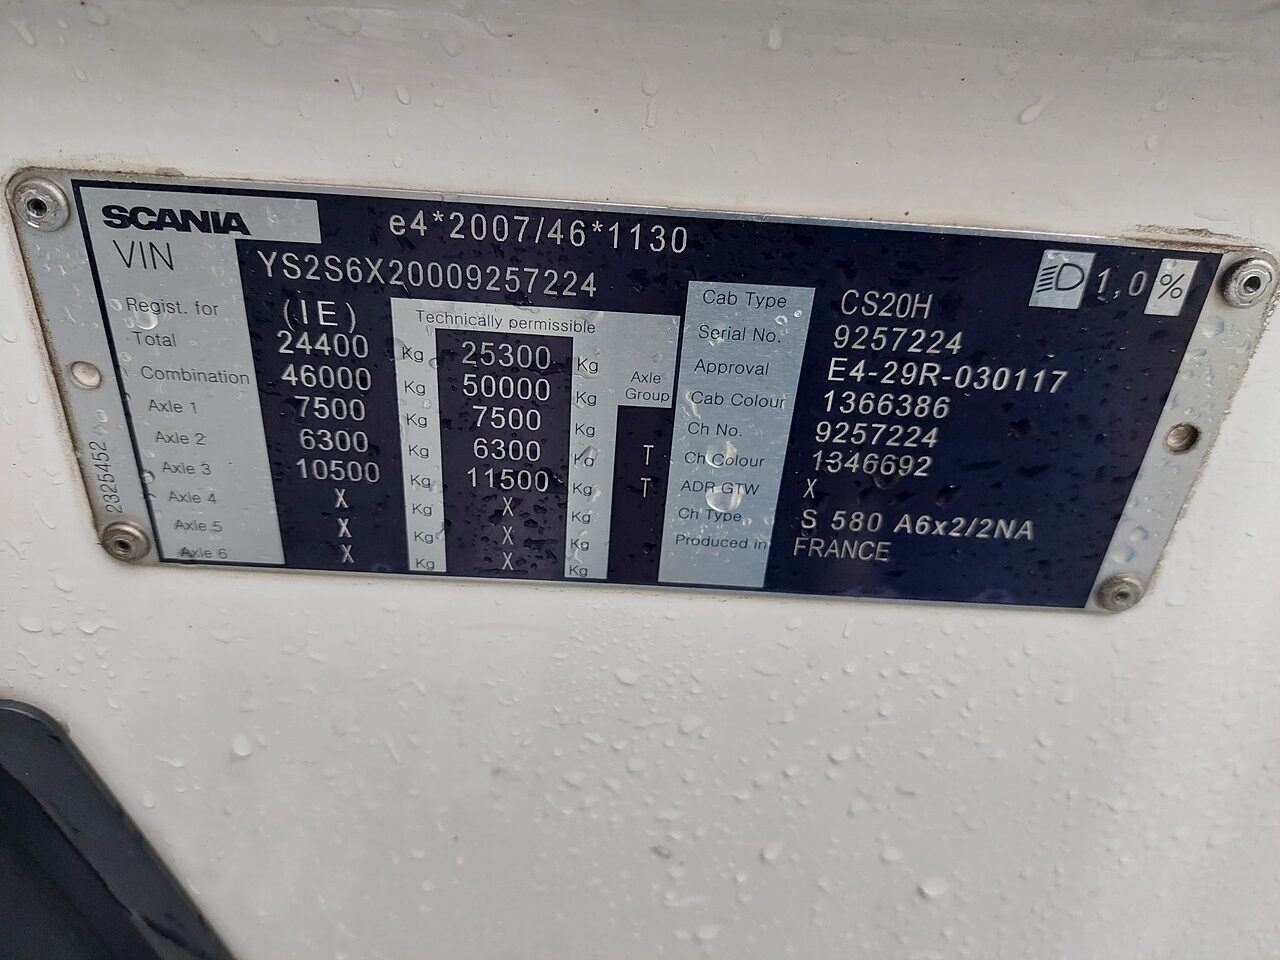 SCANIA e4*2007/46*1130
VIN YS2S6X20009257224 1,0 %
Regist. for (IE) Technically permissible Cab Type CS20H
Total 24400 Kg 25300 Kg Axle Group Serial No. 9257224
Combination 46000 Kg 50000 Kg Approval E4-29R-030117
Axle 1 7500 Kg 7500 Kg Cab Colour 1366386
Axle 2 6300 Kg 6300 Kg T Ch No. 9257224
Axle 3 10500 Kg 11500 Kg T Ch Colour 1346692
Axle 4 X Kg X Kg ADR GTW X
Axle 5 X Kg X Kg Ch Type S 580 A6x2/2NA
Axle 6 X Kg X Kg Produced in FRANCE
2325452